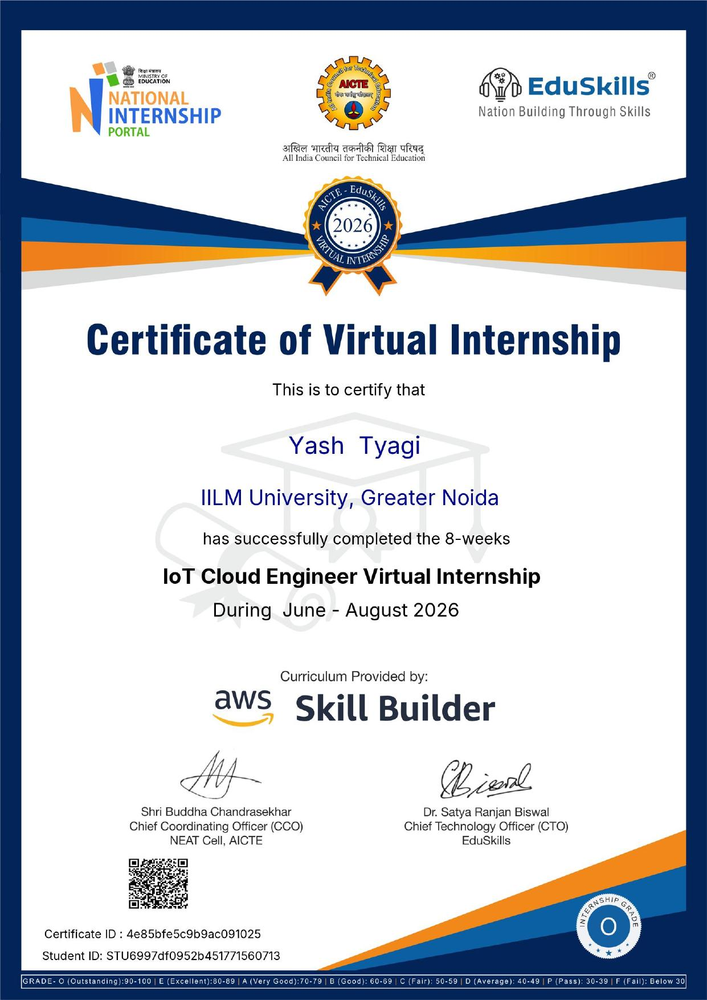 शिक्षा मंत्रालय
MINISTRY OF
EDUCATION
NATIONAL
INTERNSHIP
PORTAL
All India Council for Technical Education
AICTE
अखिल भारतीय तकनीकी शिक्षा परिषद्
All India Council for Technical Education
EduSkills®
Nation Building Through Skills
AICTE - EduSkills
2026
VIRTUAL INTERNSHIP
Certificate of Virtual Internship
This is to certify that
Yash Tyagi
IILM University, Greater Noida
has successfully completed the 8-weeks
IoT Cloud Engineer Virtual Internship
During June - August 2026
Curriculum Provided by:
aws Skill Builder
Shri Buddha Chandrasekhar
Chief Coordinating Officer (CCO)
NEAT Cell, AICTE
Dr. Satya Ranjan Biswal
Chief Technology Officer (CTO)
EduSkills
Certificate ID : 4e85bfe5c9b9ac091025
Student ID: STU6997df0952b451771560713
INTERNSHIP GRADE
O
GRADE- O (Outstanding):90-100 | E (Excellent):80-89 | A (Very Good):70-79 | B (Good): 60-69 | C (Fair): 50-59 | D (Average): 40-49 | P (Pass): 30-39 | F (Fail): Below 30